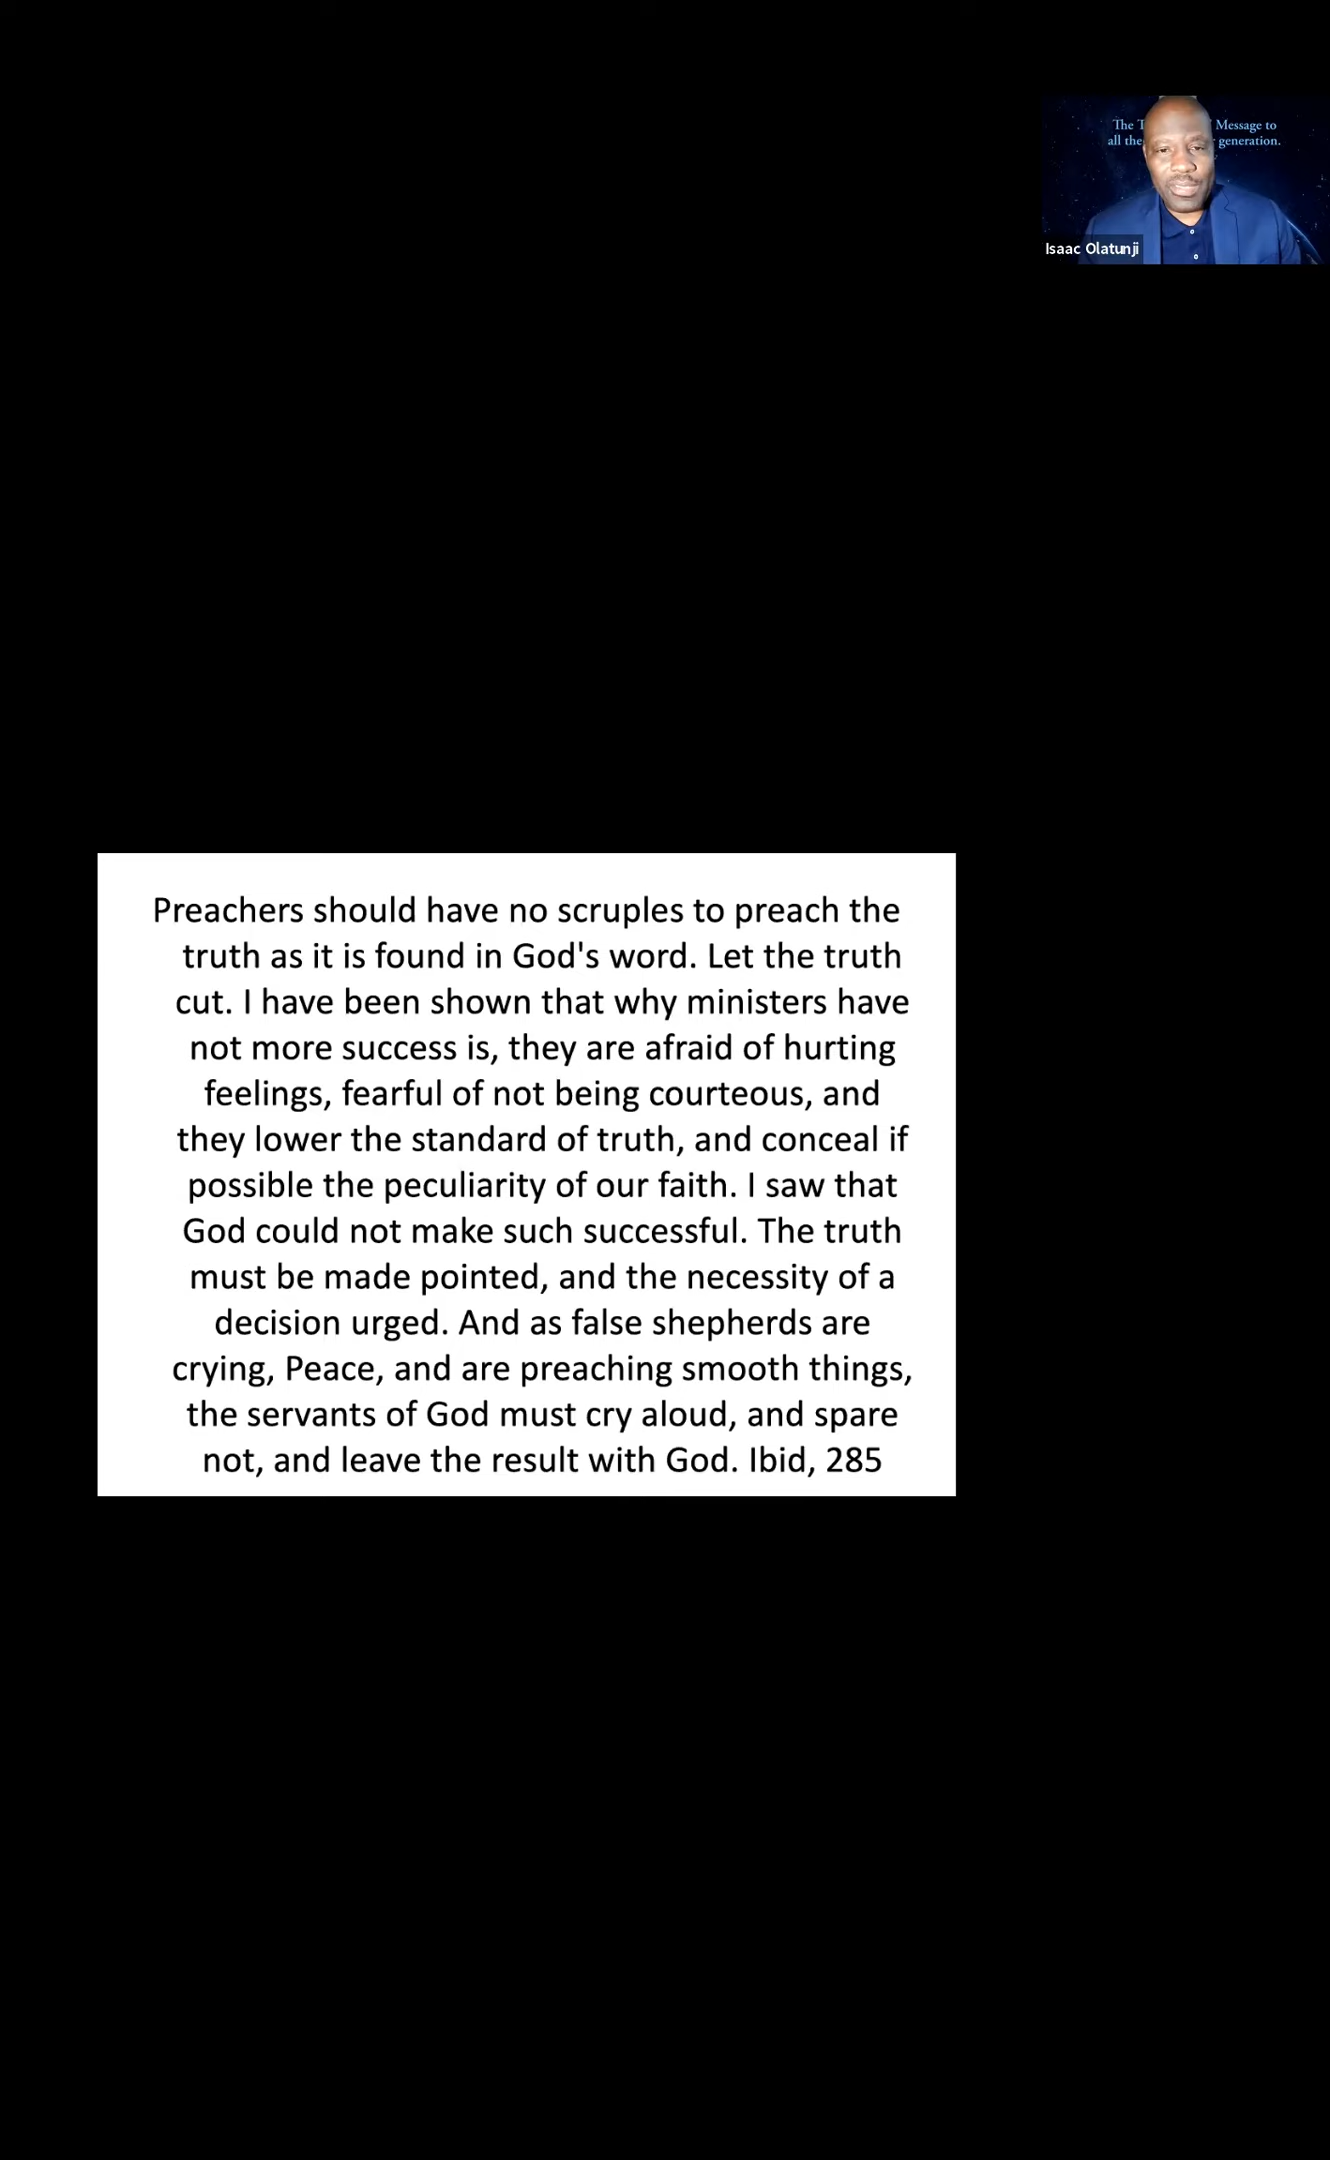 The T Message to
all the generation.
Isaac Olatunji
Preachers should have no scruples to preach the
truth as it is found in God's word. Let the truth
cut. I have been shown that why ministers have
not more success is, they are afraid of hurting
feelings, fearful of not being courteous, and
they lower the standard of truth, and conceal if
possible the peculiarity of our faith. I saw that
God could not make such successful. The truth
must be made pointed, and the necessity of a
decision urged. And as false shepherds are
crying, Peace, and are preaching smooth things,
the servants of God must cry aloud, and spare
not, and leave the result with God. Ibid, 285